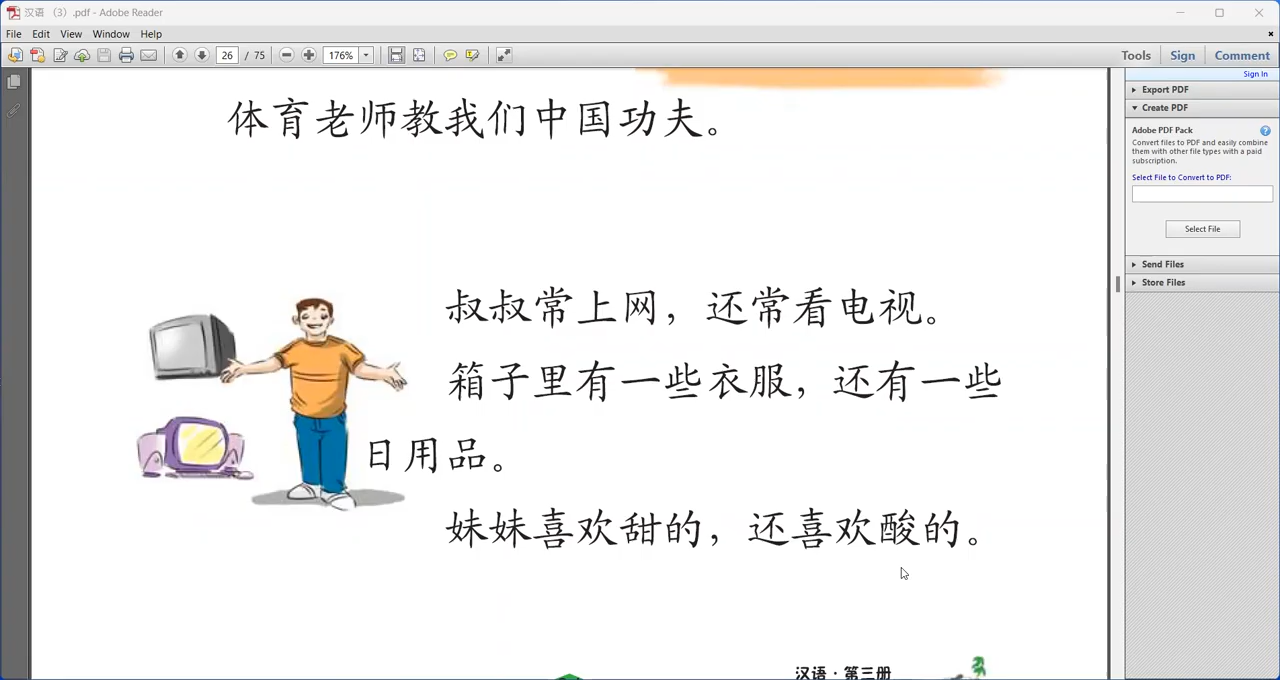 汉语 （3）.pdf - Adobe Reader
File Edit View Window Help
26 / 75 176% Tools Sign Comment
Sign In
Export PDF
Create PDF
Adobe PDF Pack
Convert files to PDF and easily combine
them with other file types with a paid
subscription.
Select File to Convert to PDF:
Select File
Send Files
Store Files
体育老师教我们中国功夫。
叔叔常上网，还常看电视。
箱子里有一些衣服，还有一些
日用品。
妹妹喜欢甜的，还喜欢酸的。
汉语·第三册